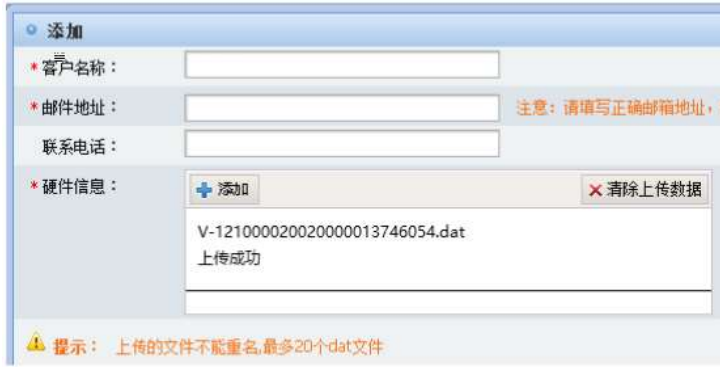 添加
*客户名称：
*邮件地址：
注意：请填写正确邮箱地址，
联系电话：
*硬件信息：
添加
清除上传数据
V-121000020020000013746054.dat
上传成功
提示： 上传的文件不能重名,最多20个dat文件